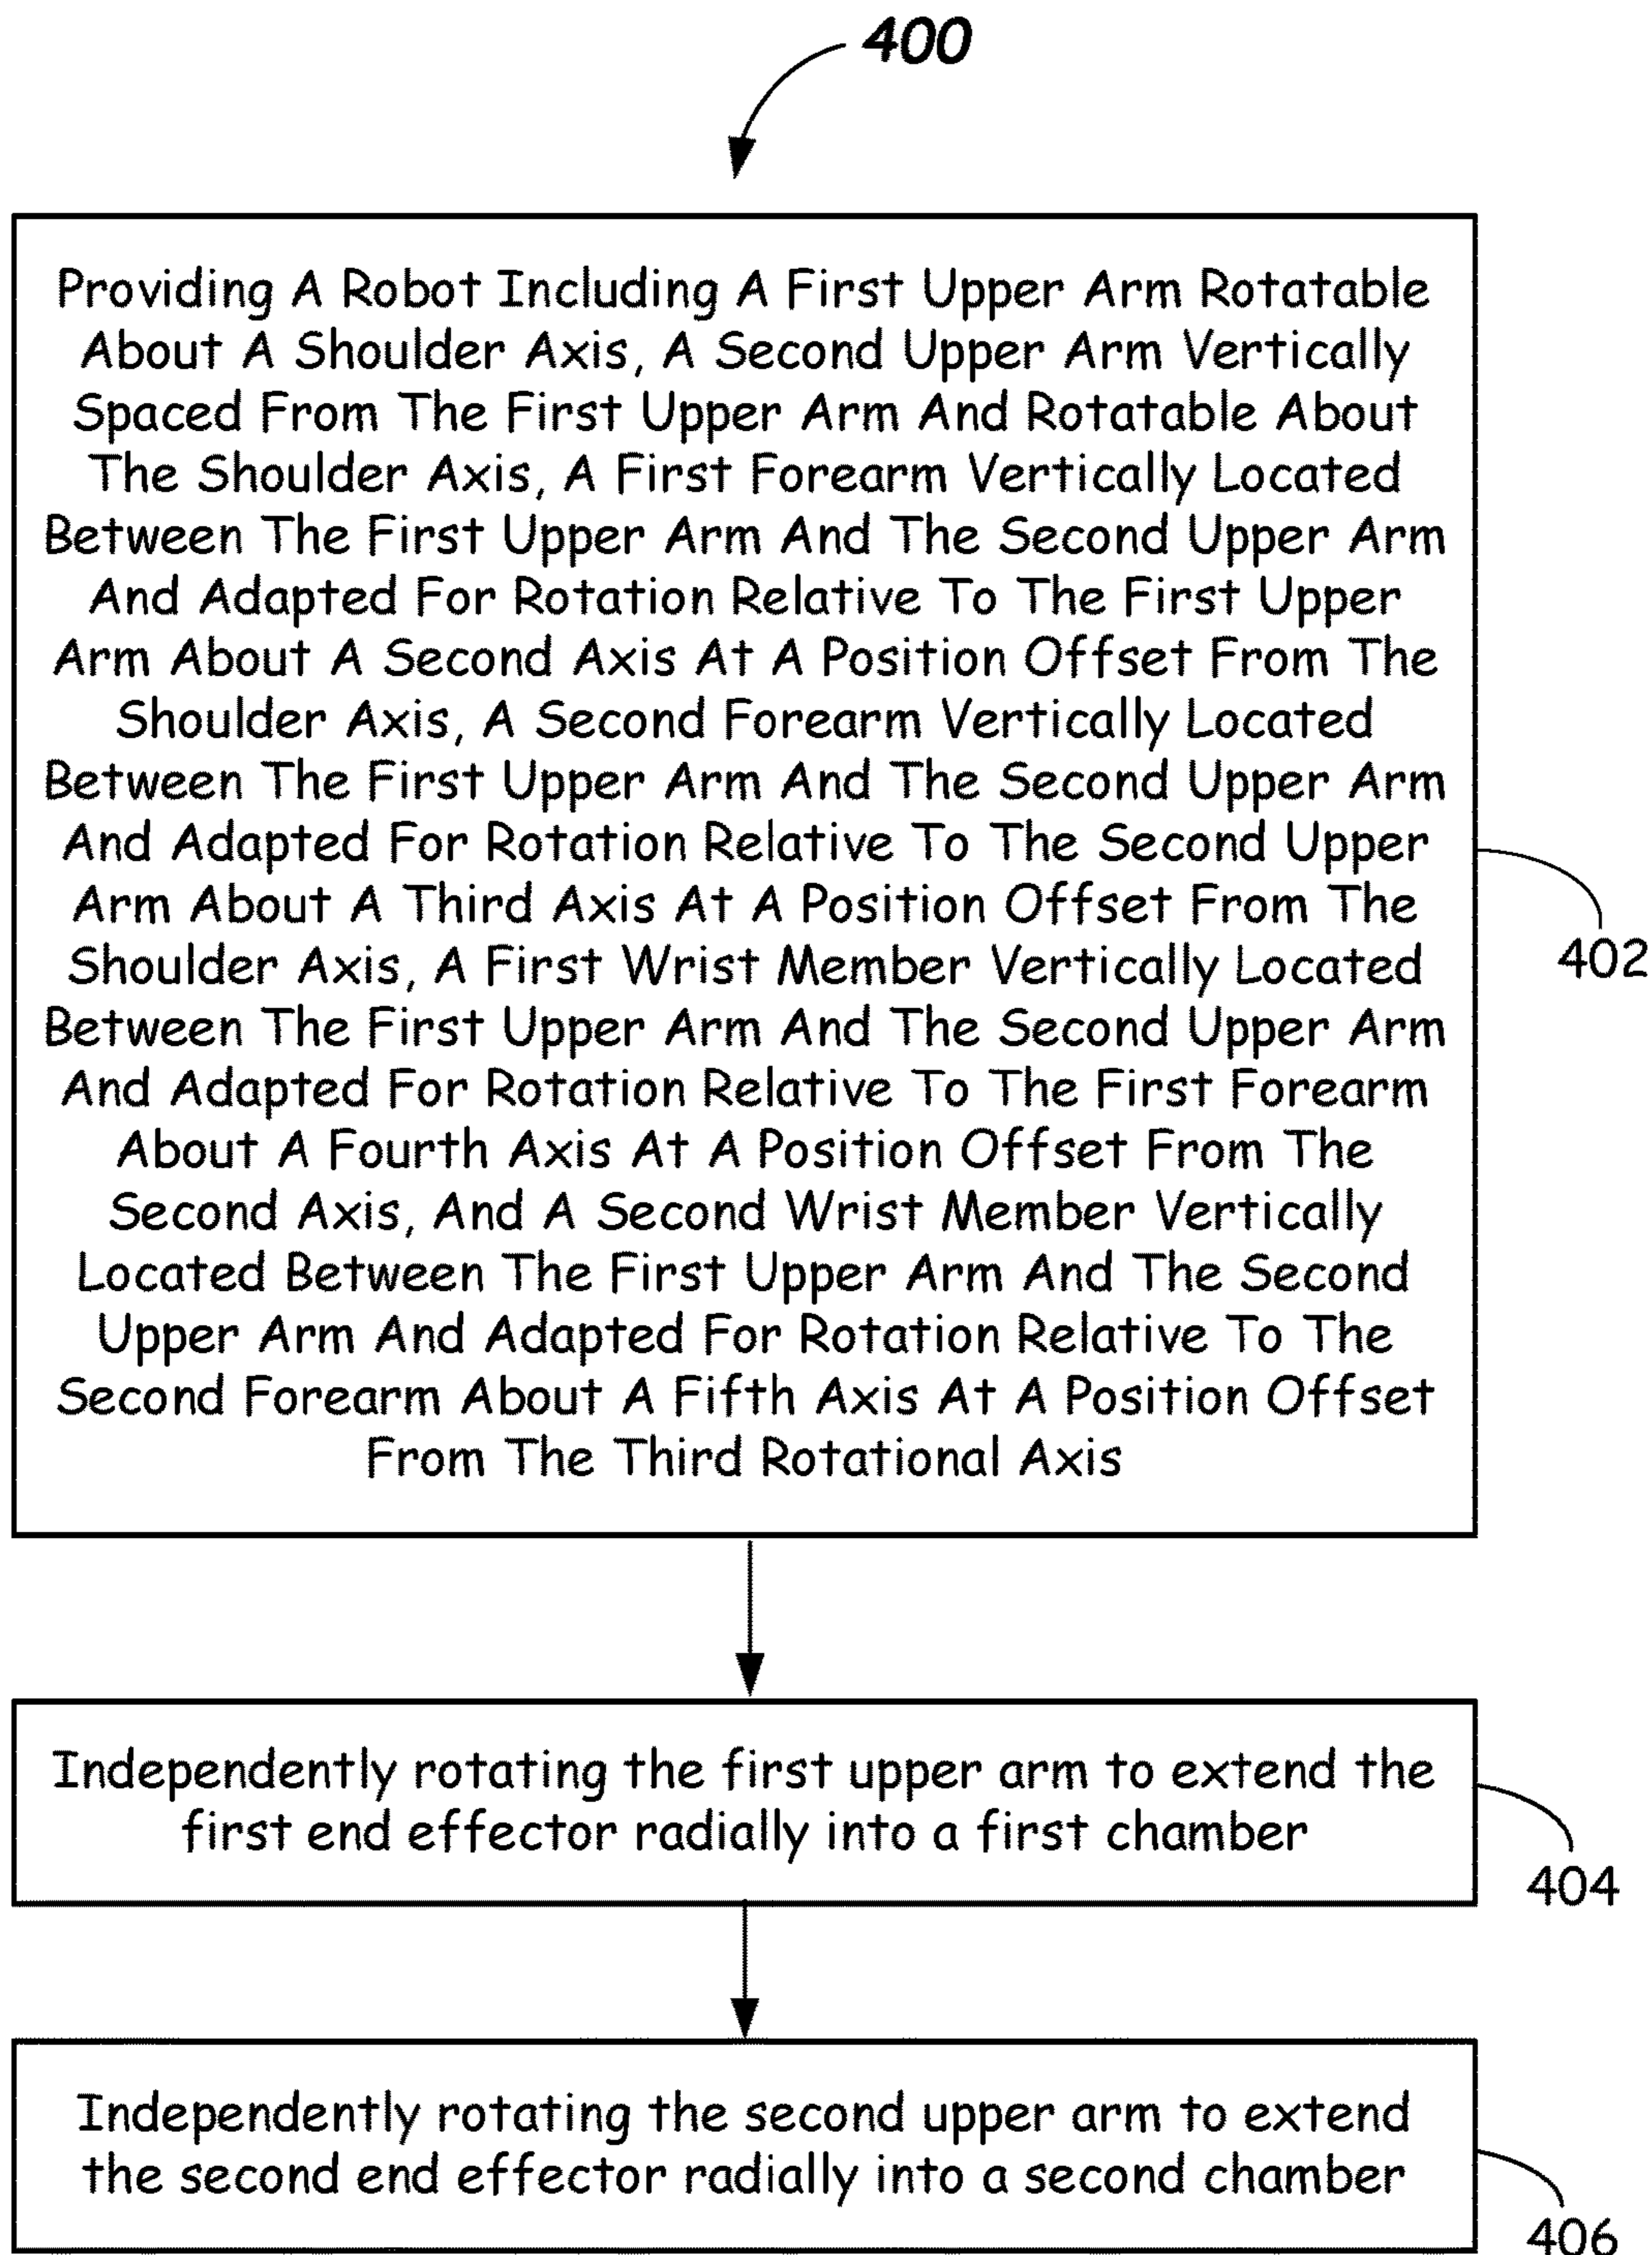 400
Providing A Robot Including A First Upper Arm Rotatable
About A Shoulder Axis, A Second Upper Arm Vertically
Spaced From The First Upper Arm And Rotatable About
The Shoulder Axis, A First Forearm Vertically Located
Between The First Upper Arm And The Second Upper Arm
And Adapted For Rotation Relative To The First Upper
Arm About A Second Axis At A Position Offset From The
Shoulder Axis, A Second Forearm Vertically Located
Between The First Upper Arm And The Second Upper Arm
And Adapted For Rotation Relative To The Second Upper
Arm About A Third Axis At A Position Offset From The
Shoulder Axis, A First Wrist Member Vertically Located
Between The First Upper Arm And The Second Upper Arm
And Adapted For Rotation Relative To The First Forearm
About A Fourth Axis At A Position Offset From The
Second Axis, And A Second Wrist Member Vertically
Located Between The First Upper Arm And The Second
Upper Arm And Adapted For Rotation Relative To The
Second Forearm About A Fifth Axis At A Position Offset
From The Third Rotational Axis
402
Independently rotating the first upper arm to extend the
first end effector radially into a first chamber
404
Independently rotating the second upper arm to extend
the second end effector radially into a second chamber
406